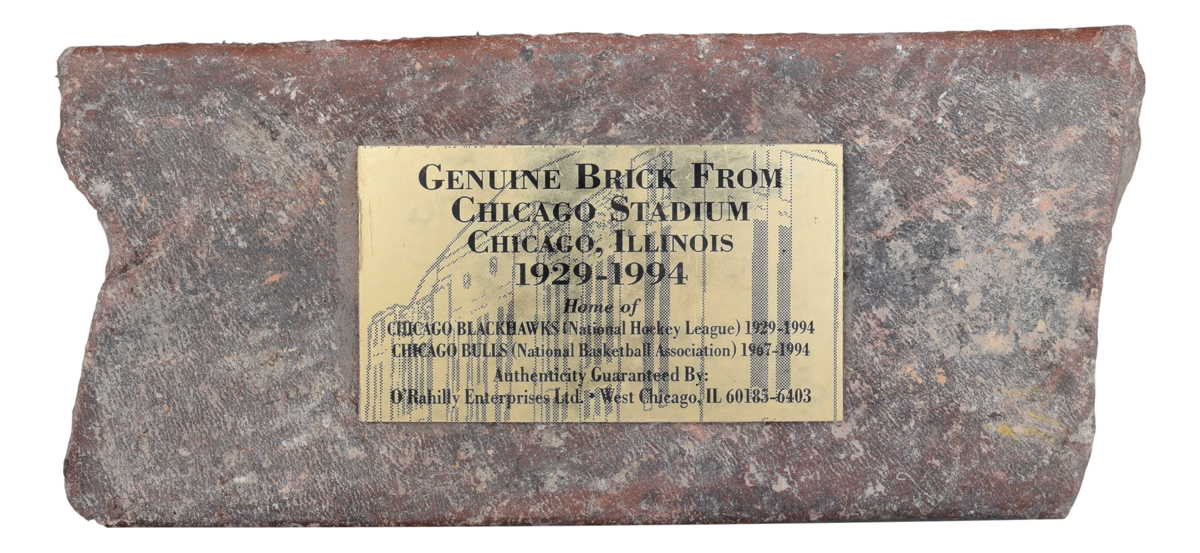 GENUINE BRICK FROM
CHICAGO STADIUM
CHICAGO, ILLINOIS
1929-1994
Home of
CHICAGO BLACKHAWKS (National Hockey League) 1929-1994
CHICAGO BULLS (National Basketball Association) 1967-1994
Authenticity Guaranteed By:
O'Rahilly Enterprises Ltd. • West Chicago, IL 60185-6403